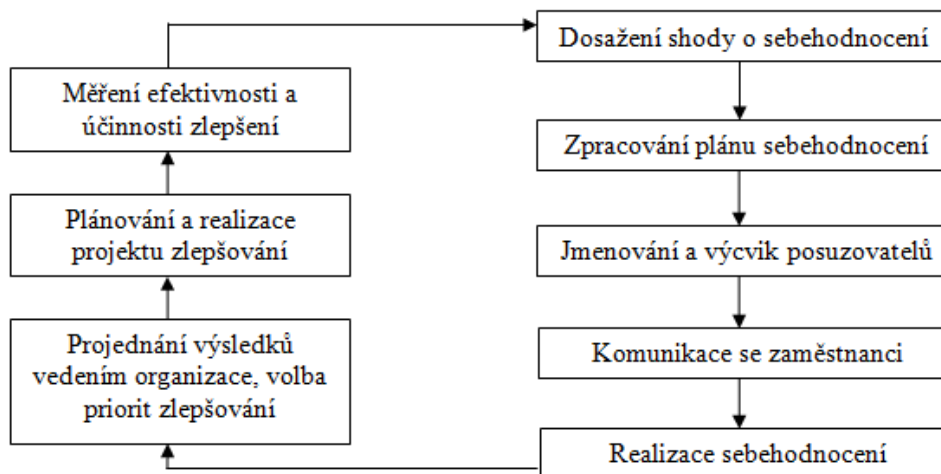 Dosažení shody o sebehodnocení
Zpracování plánu sebehodnocení
Jmenování a výcvik posuzovatelů
Komunikace se zaměstnanci
Realizace sebehodnocení
Projednání výsledků
vedením organizace, volba
priorit zlepšování
Plánování a realizace
projektu zlepšování
Měření efektivnosti a
účinnosti zlepšení